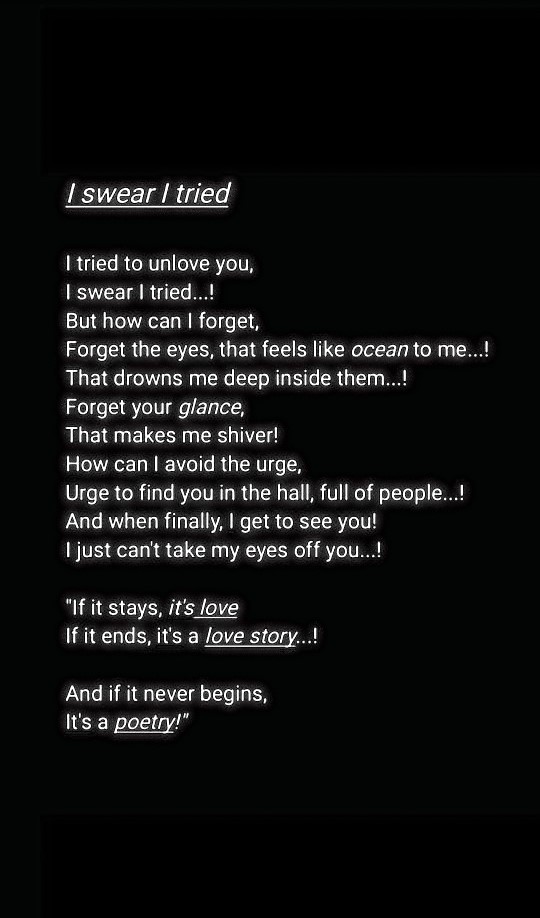 I swear I tried
I tried to unlove you,
I swear I tried...!
But how can I forget,
Forget the eyes, that feels like ocean to me...!
That drowns me deep inside them...!
Forget your glance,
That makes me shiver!
How can I avoid the urge,
Urge to find you in the hall, full of people...!
And when finally, I get to see you!
I just can't take my eyes off you...!
"If it stays, it's love
If it ends, it's a love story...!
And if it never begins,
It's a poetry!"